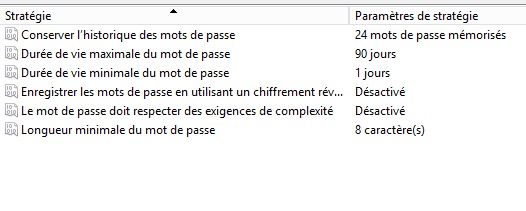 Stratégie Paramètres de stratégie
Conserver l'historique des mots de passe 24 mots de passe mémorisés
Durée de vie maximale du mot de passe 90 jours
Durée de vie minimale du mot de passe 1 jours
Enregistrer les mots de passe en utilisant un chiffrement rév... Désactivé
Le mot de passe doit respecter des exigences de complexité Désactivé
Longueur minimale du mot de passe 8 caractère(s)